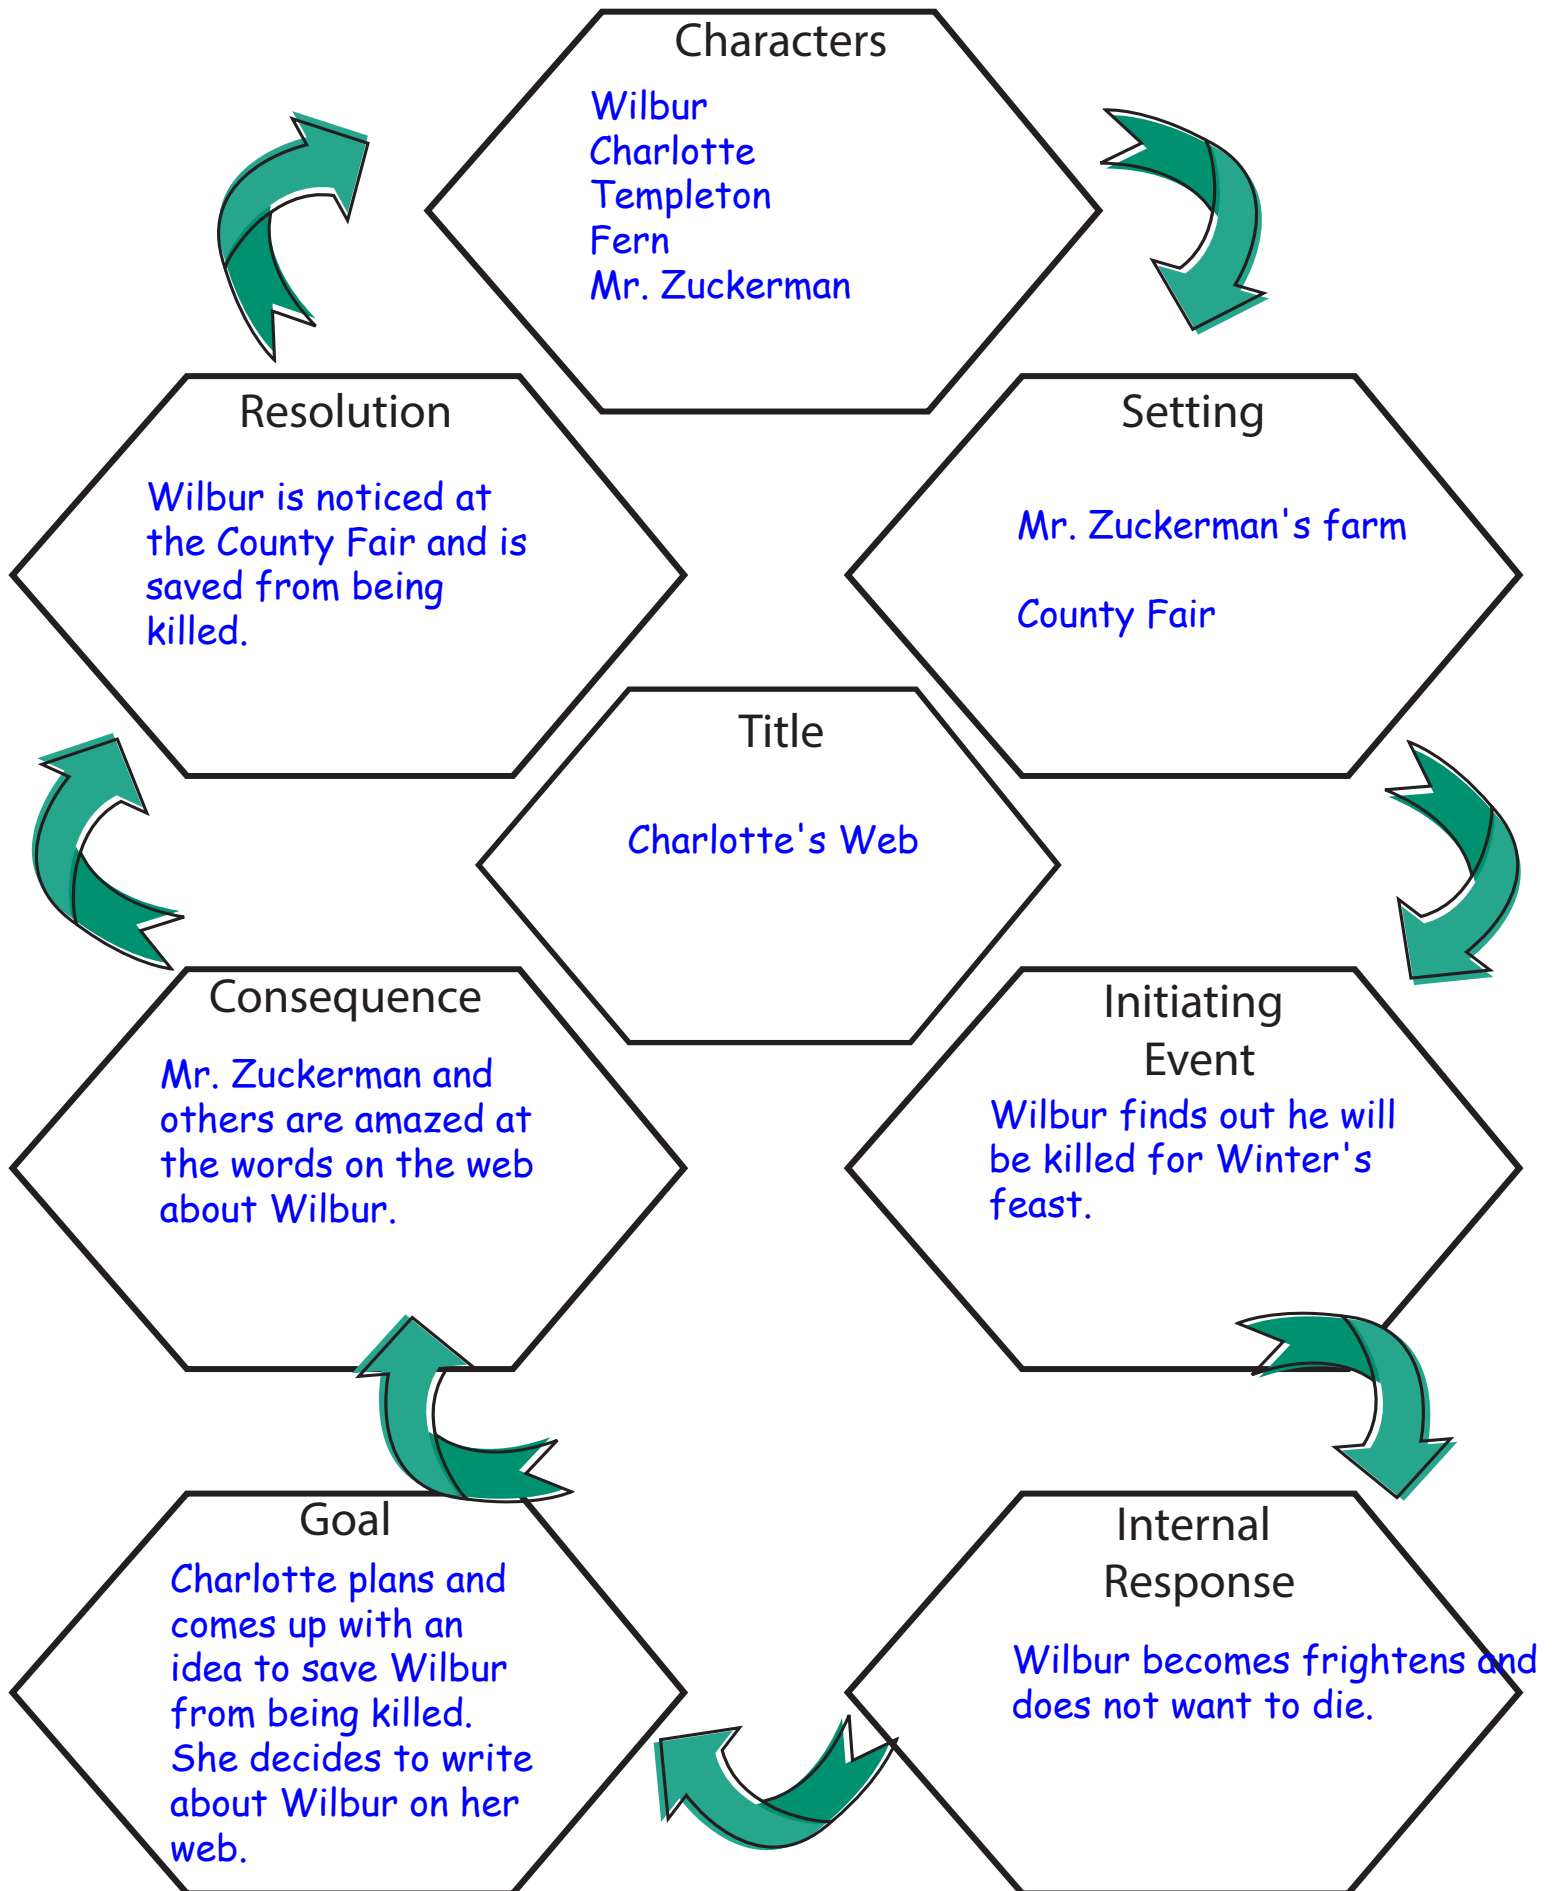 Characters
Wilbur
Charlotte
Templeton
Fern
Mr. Zuckerman
Setting
Mr. Zuckerman's farm
County Fair
Initiating
Event
Wilbur finds out he will
be killed for Winter's
feast.
Internal
Response
Wilbur becomes frightens and
does not want to die.
Goal
Charlotte plans and
comes up with an
idea to save Wilbur
from being killed.
She decides to write
about Wilbur on her
web.
Consequence
Mr. Zuckerman and
others are amazed at
the words on the web
about Wilbur.
Resolution
Wilbur is noticed at
the County Fair and is
saved from being
killed.
Title
Charlotte's Web